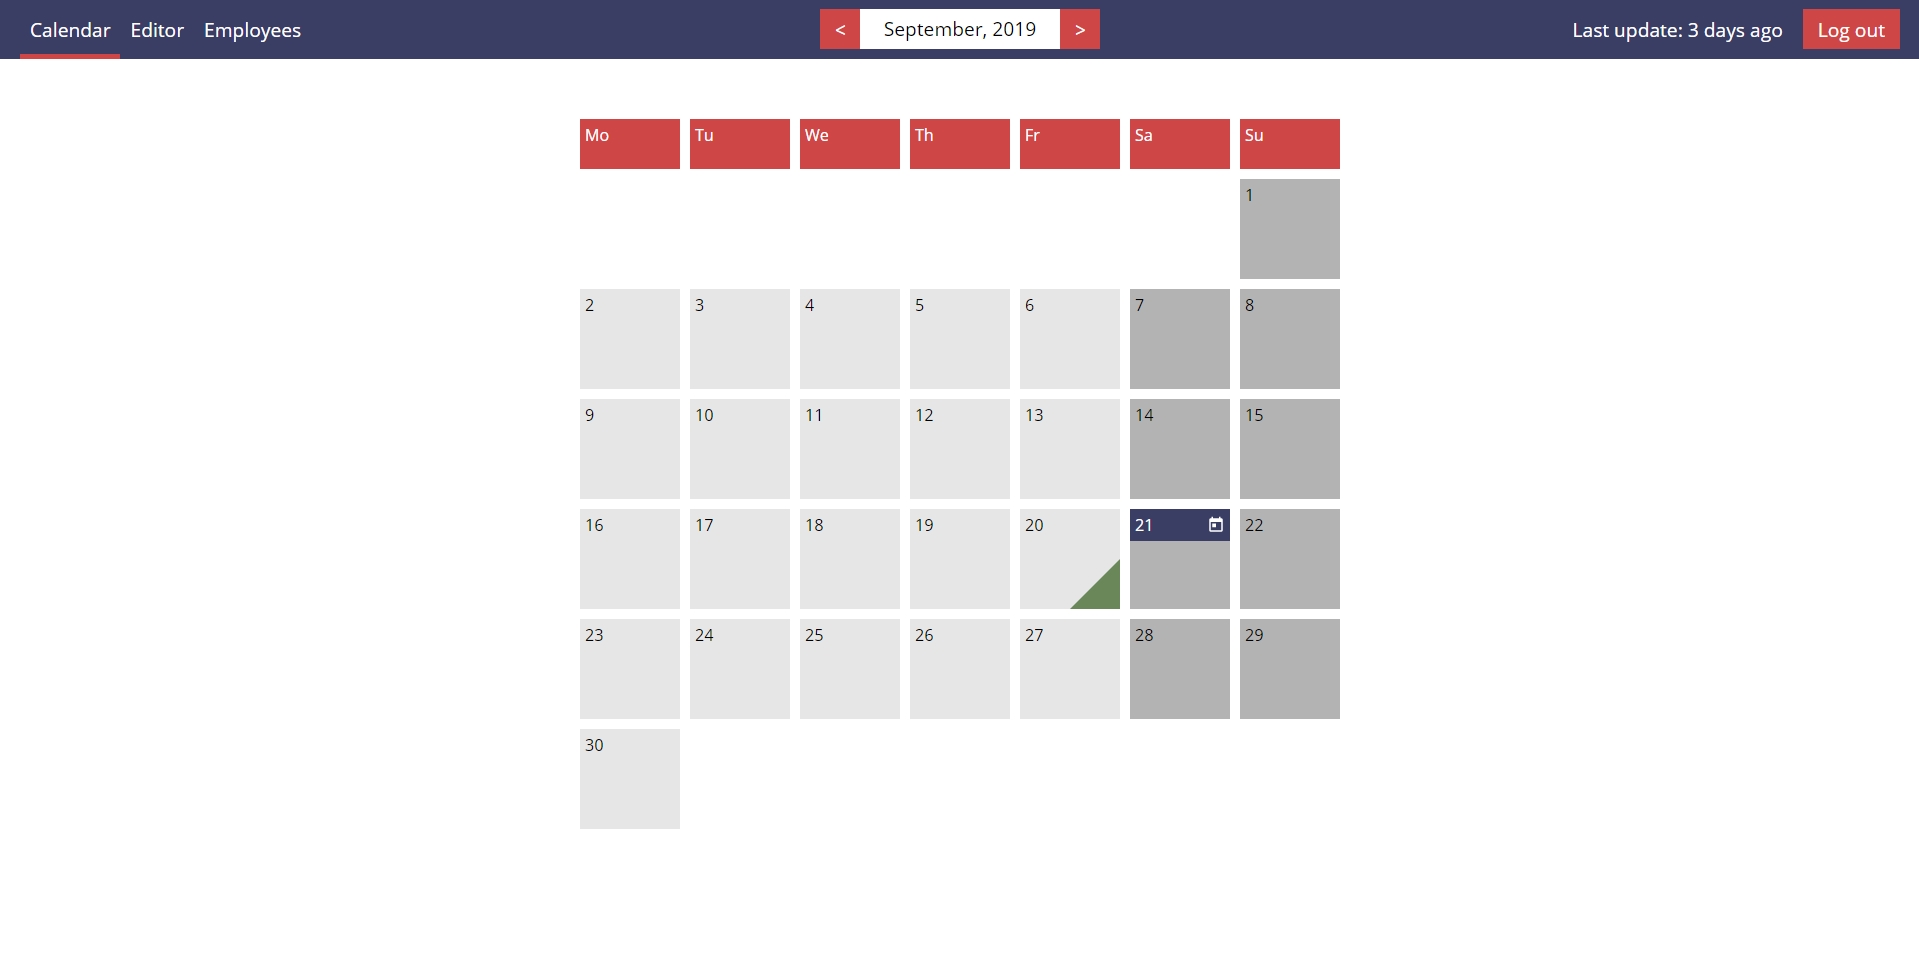 Calendar Editor Employees < September, 2019 > Last update: 3 days ago Log out
Mo Tu We Th Fr Sa Su
1
2 3 4 5 6 7 8
9 10 11 12 13 14 15
16 17 18 19 20 21 22
23 24 25 26 27 28 29
30